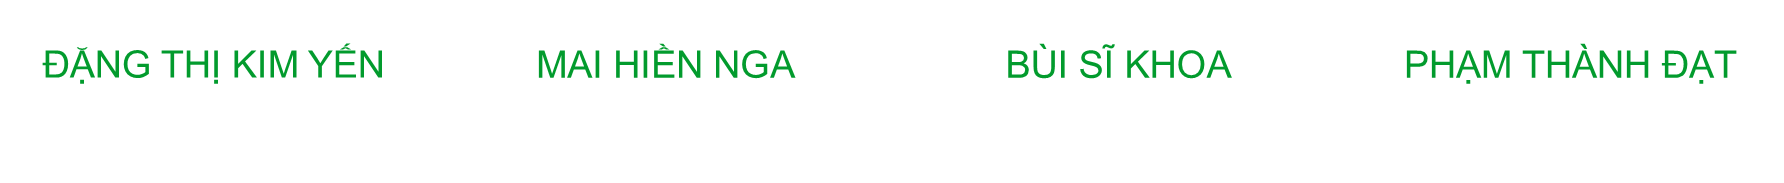 ĐẶNG THỊ KIM YẾN MAI HIỀN NGA BÙI SĨ KHOA PHẠM THÀNH ĐẠT